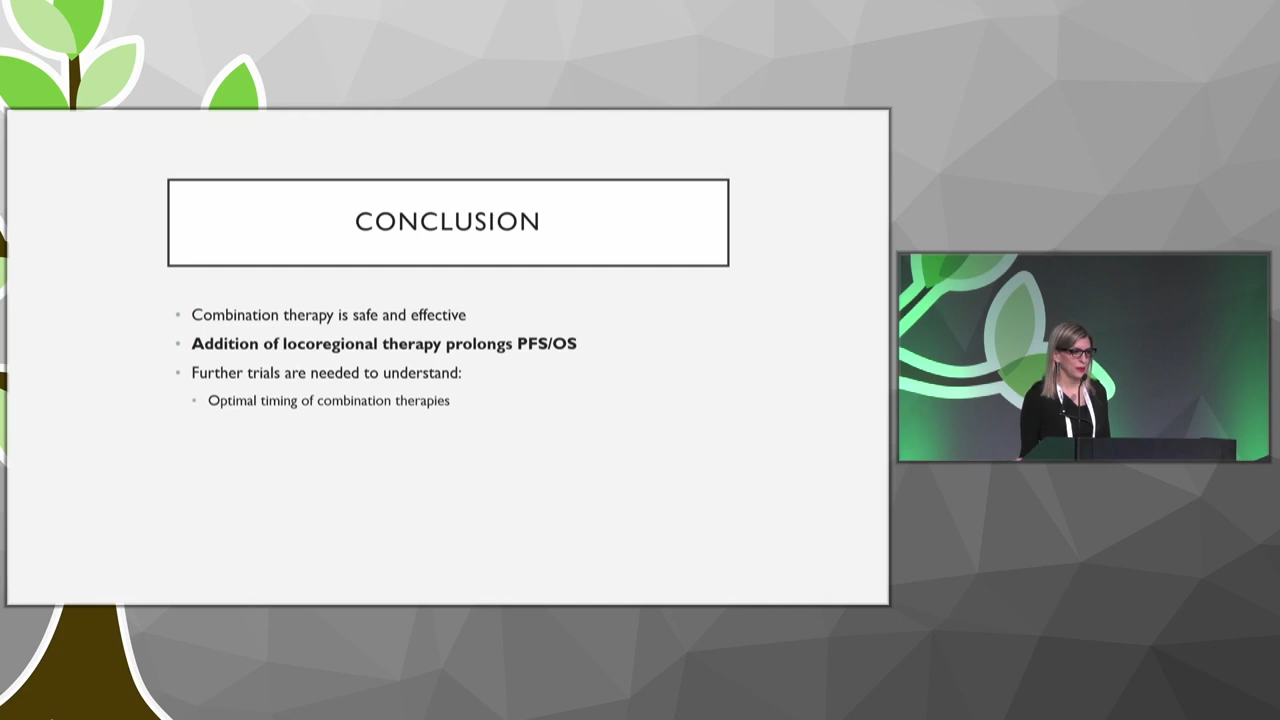 CONCLUSION
• Combination therapy is safe and effective
• Addition of locoregional therapy prolongs PFS/OS
• Further trials are needed to understand:
• Optimal timing of combination therapies